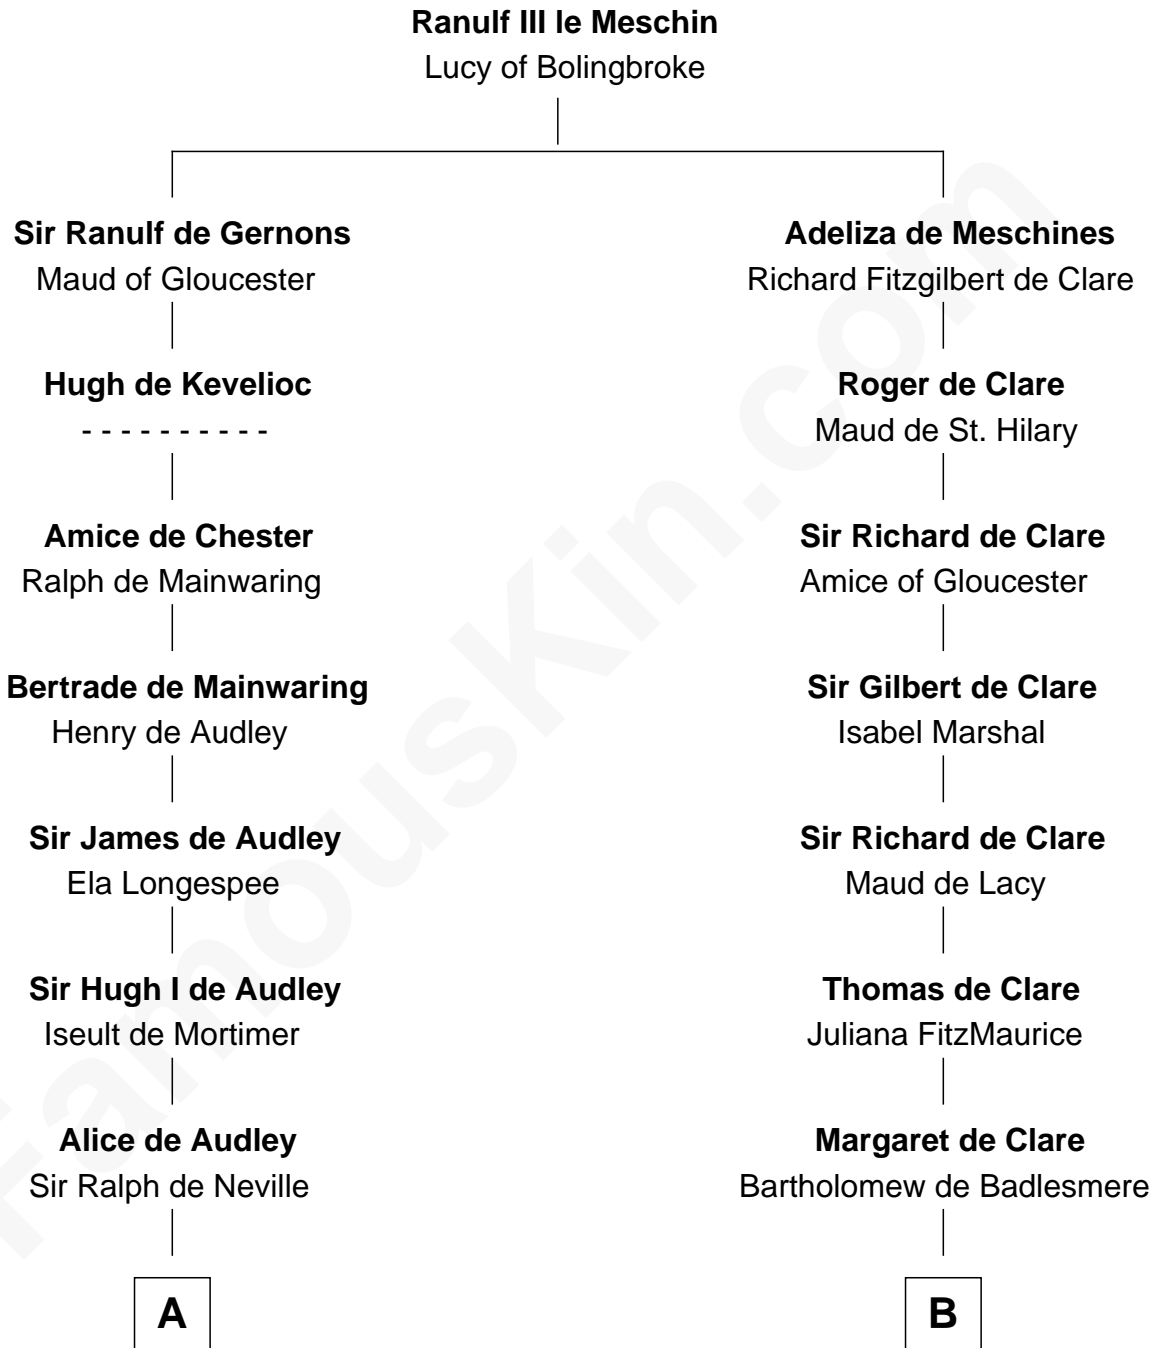 Ranulf III le Meschin
Lucy of Bolingbroke
Sir Ranulf de Gernons
Maud of Gloucester
Adeliza de Meschines
Richard Fitzgilbert de Clare
Hugh de Kevelioc
- - - - - - - - - -
Roger de Clare
Maud de St. Hilary
Amice de Chester
Ralph de Mainwaring
Sir Richard de Clare
Amice of Gloucester
Bertrade de Mainwaring
Henry de Audley
Sir Gilbert de Clare
Isabel Marshal
Sir James de Audley
Ela Longespee
Sir Richard de Clare
Maud de Lacy
Sir Hugh I de Audley
Iseult de Mortimer
Thomas de Clare
Juliana FitzMaurice
Alice de Audley
Sir Ralph de Neville
Margaret de Clare
Bartholomew de Badlesmere
A
B
FamousKin.com